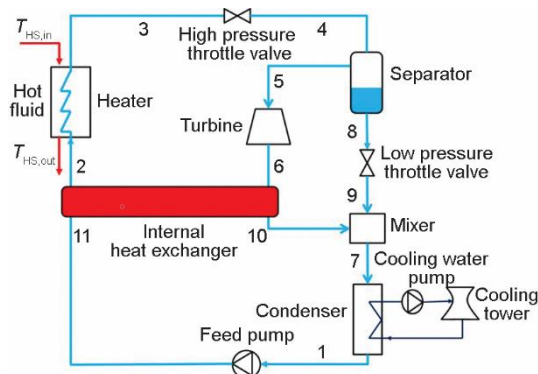 T_HS,in
3
4
High pressure
throttle valve
Hot
fluid
Heater
5
Separator
Turbine
8
T_HS,out
2
6
Low pressure
throttle valve
9
11
Internal
heat exchanger
10
Mixer
7
Cooling water
pump
Condenser
Cooling
tower
Feed pump
1